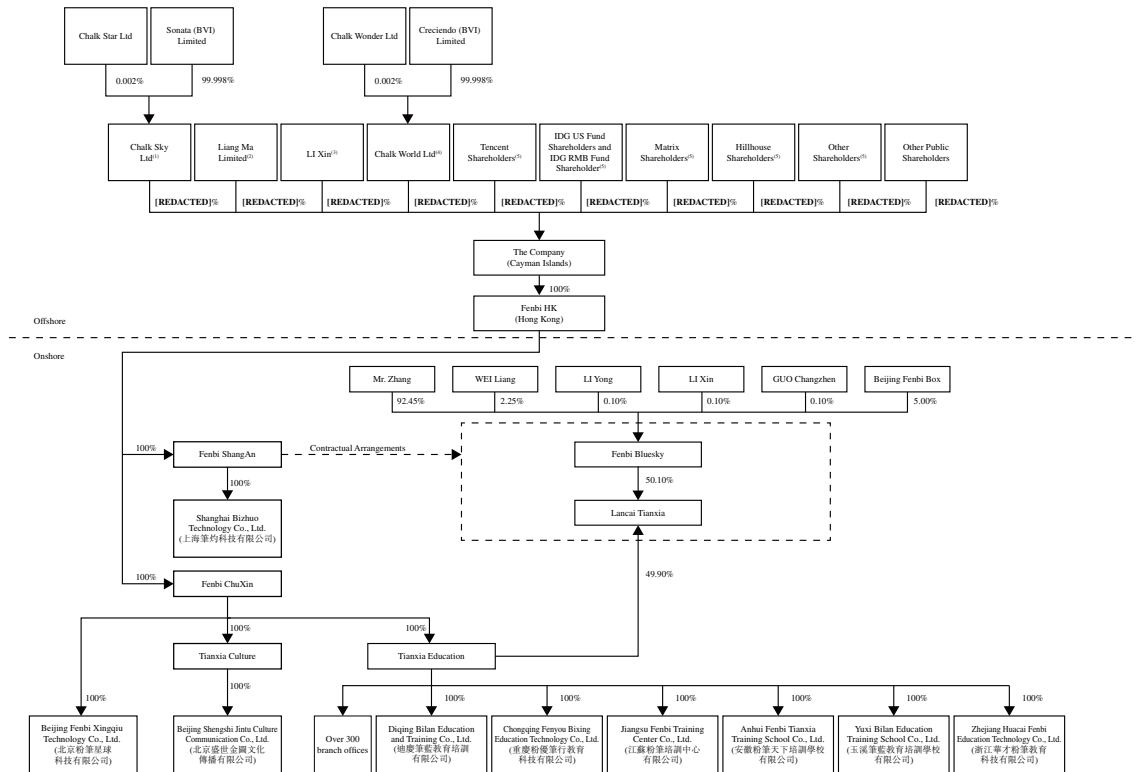 Chalk Star Ltd
Sonata (BVI)
Limited
Chalk Wonder Ltd
Creciendo (BVI)
Limited
0.002%
99.998%
0.002%
99.998%
Chalk Sky
Ltd(1)
Liang Ma
Limited(2)
LI Xin(3)
Chalk World Ltd(4)
Tencent
Shareholders(5)
IDG US Fund
Shareholders and
IDG RMB Fund
Shareholder(5)
Matrix
Shareholders(5)
Hillhouse
Shareholders(5)
Other
Shareholders(5)
Other Public
Shareholders
[REDACTED]%
[REDACTED]%
[REDACTED]%
[REDACTED]%
[REDACTED]%
[REDACTED]%
[REDACTED]%
[REDACTED]%
[REDACTED]%
[REDACTED]%
The Company
(Cayman Islands)
100%
Fenbi HK
(Hong Kong)
Offshore
Onshore
Mr. Zhang
WEI Liang
LI Yong
LI Xin
GUO Changzhen
Beijing Fenbi Box
92.45%
2.25%
0.10%
0.10%
0.10%
5.00%
100%
Fenbi ShangAn
Contractual Arrangements
Fenbi Bluesky
100%
50.10%
Shanghai Bizhuo
Technology Co., Ltd.
(上海筆灼科技有限公司)
Lancai Tianxia
100%
Fenbi ChuXin
49.90%
100%
100%
Tianxia Culture
Tianxia Education
100%
100%
100%
100%
100%
100%
100%
100%
Beijing Fenbi Xingqiu
Technology Co., Ltd.
(北京粉筆星球
科技有限公司)
Beijing Shengshi Jintu Culture
Communication Co., Ltd.
(北京盛世金圖文化
傳播有限公司)
Over 300
branch offices
Diqing Bilan Education
and Training Co., Ltd.
(迪慶筆藍教育培訓
有限公司)
Chongqing Fenyou Bixing
Education Technology Co., Ltd.
(重慶粉優筆行教育
科技有限公司)
Jiangsu Fenbi Training
Center Co., Ltd.
(江蘇粉筆培訓中心
有限公司)
Anhui Fenbi Tianxia
Training School Co., Ltd.
(安徽粉筆天下培訓學校
有限公司)
Yuxi Bilan Education
Training School Co., Ltd.
(玉溪筆藍教育培訓學校
有限公司)
Zhejiang Huacai Fenbi
Education Technology Co., Ltd.
(浙江華才粉筆教育
科技有限公司)